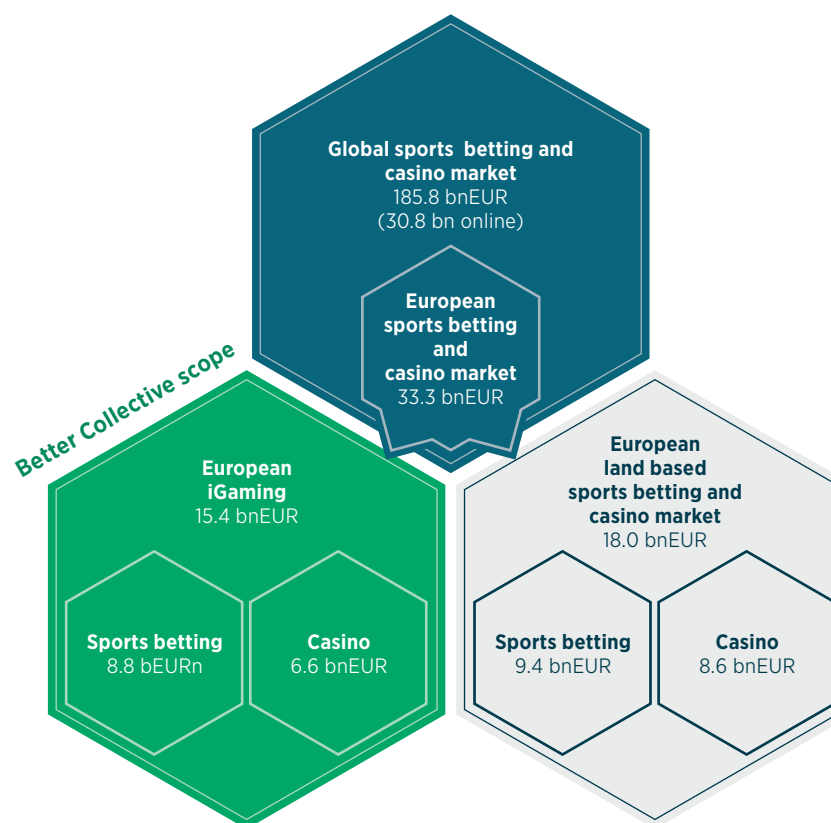 Global sports betting and
casino market
185.8 bnEUR
(30.8 bn online)
European
sports betting
and
casino market
33.3 bnEUR
Better Collective scope
European
iGaming
15.4 bnEUR
Sports betting
8.8 bEURn
Casino
6.6 bnEUR
European
land based
sports betting and
casino market
18.0 bnEUR
Sports betting
9.4 bnEUR
Casino
8.6 bnEUR